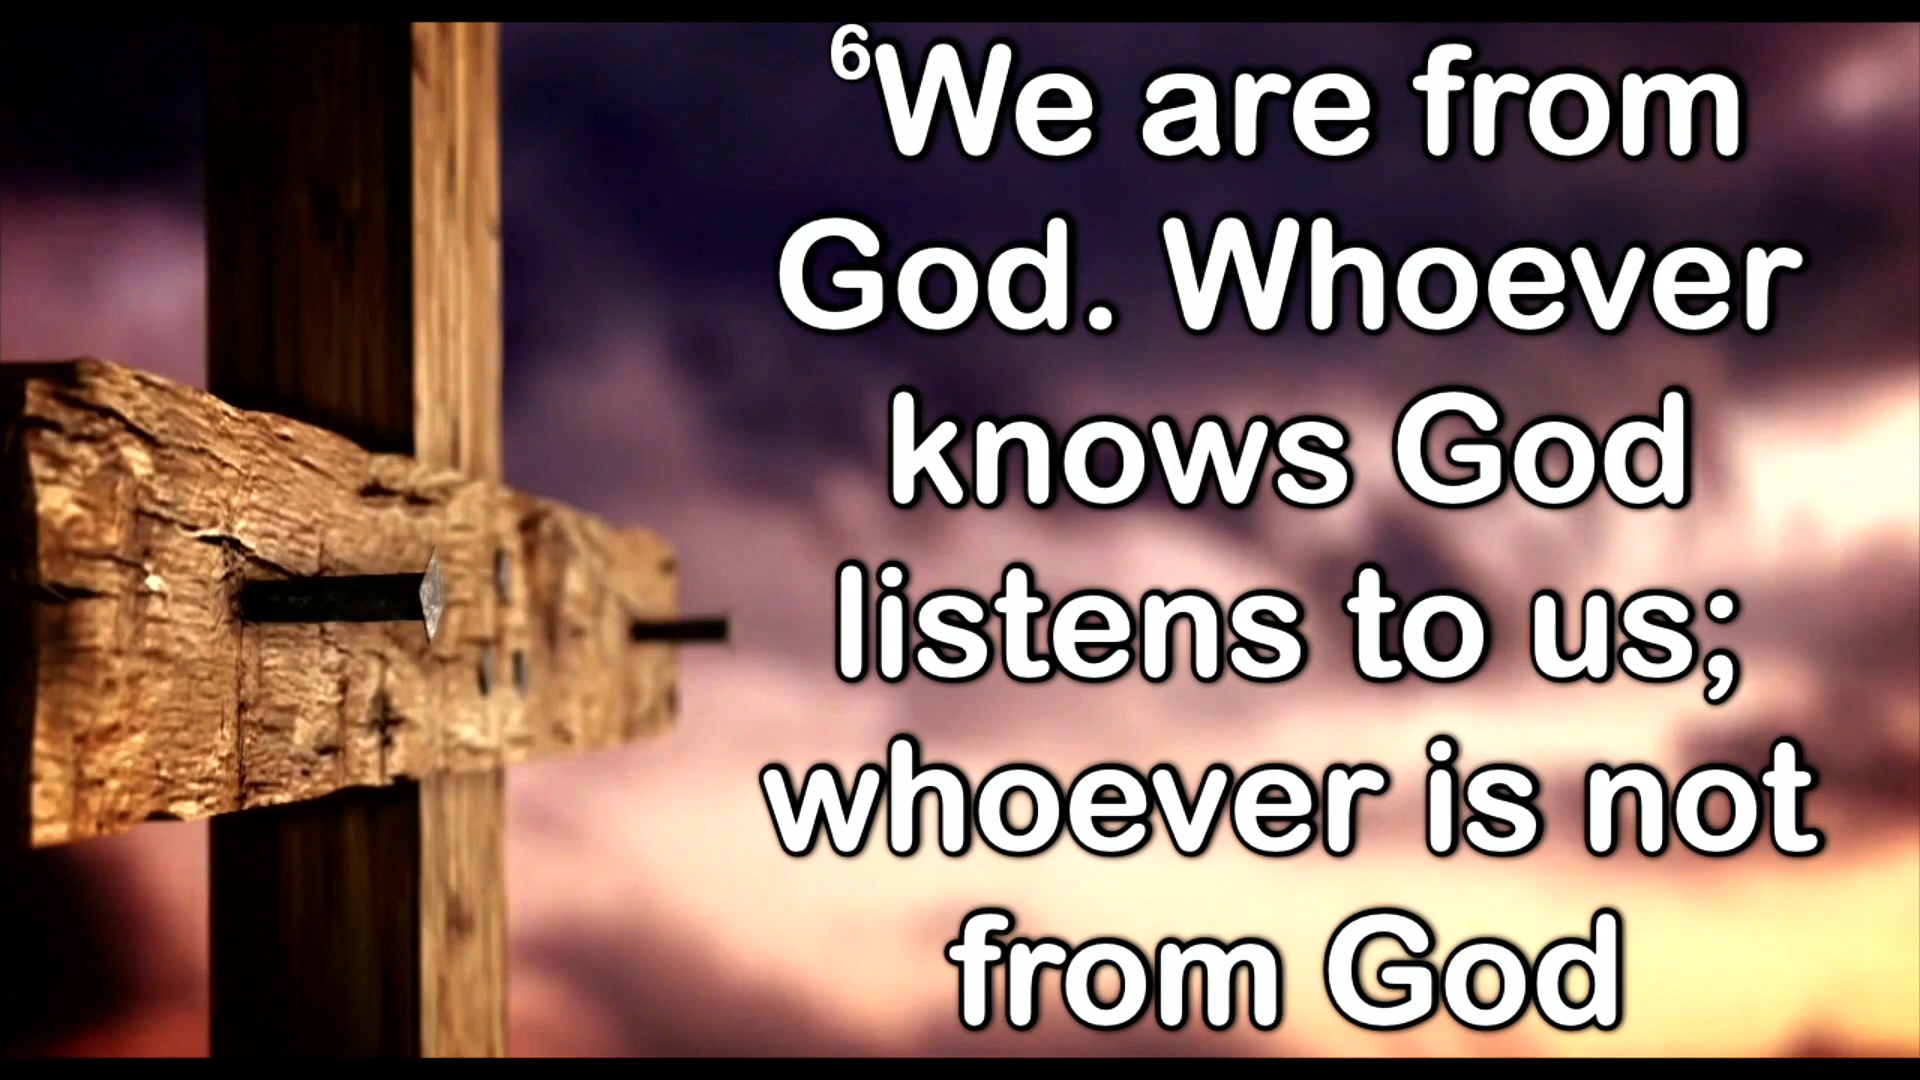 ⁶We are from
God. Whoever
knows God
listens to us;
whoever is not
from God